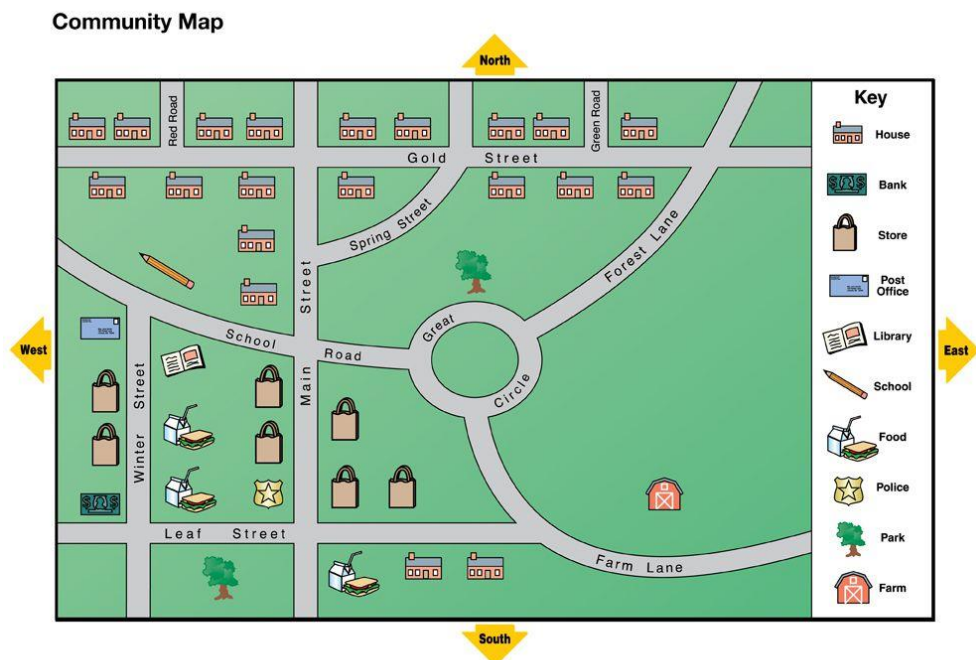 Community Map
North
Red Road
Green Road
Gold Street
Spring Street
Forest Lane
Main Street
School Road
Great Circle
Winter Street
Leaf Street
Farm Lane
West
East
South
Key
House
Bank
Store
Post
Office
Library
School
Food
Police
Park
Farm